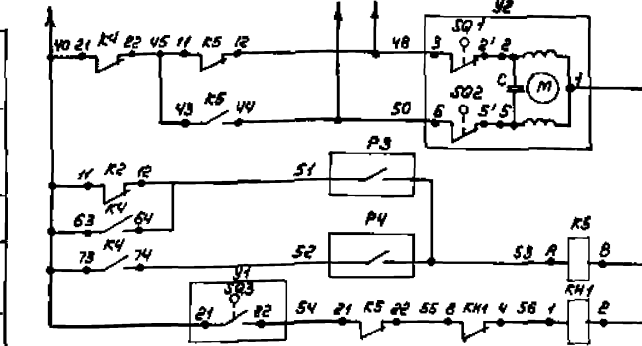 У2
SQ1
40 21 К4 22 45 11 К5 12 48 3 2' 2
С М 1
SQ2
43 К5 44 50 6 5' 5
Р3
11 К2 12 51
63 К4 64
Р4 К5
73 К4 74 52 53 А В
У1
SQ3 КН1
21 22 54 21 К5 22 55 8 КН1 4 56 1 2